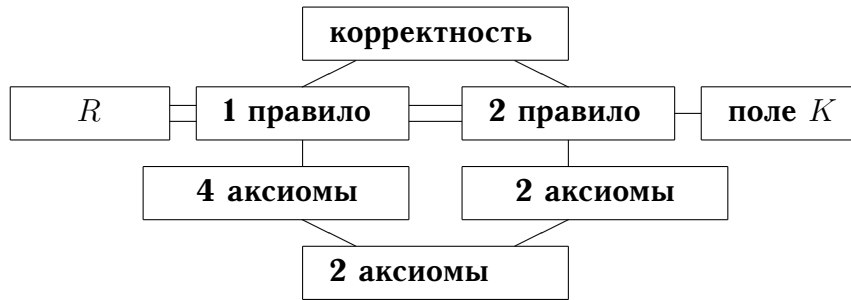 корректность
R 1 правило 2 правило поле K
4 аксиомы 2 аксиомы
2 аксиомы